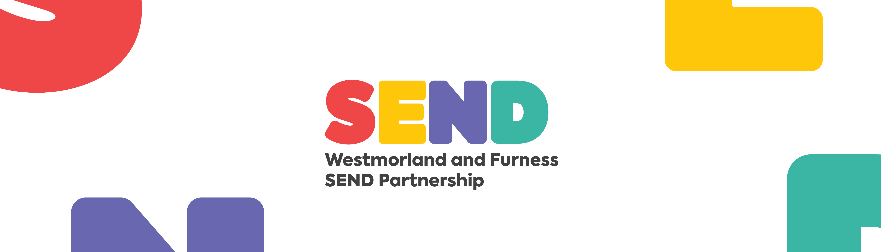 SEND
Westmorland and Furness
SEND Partnership